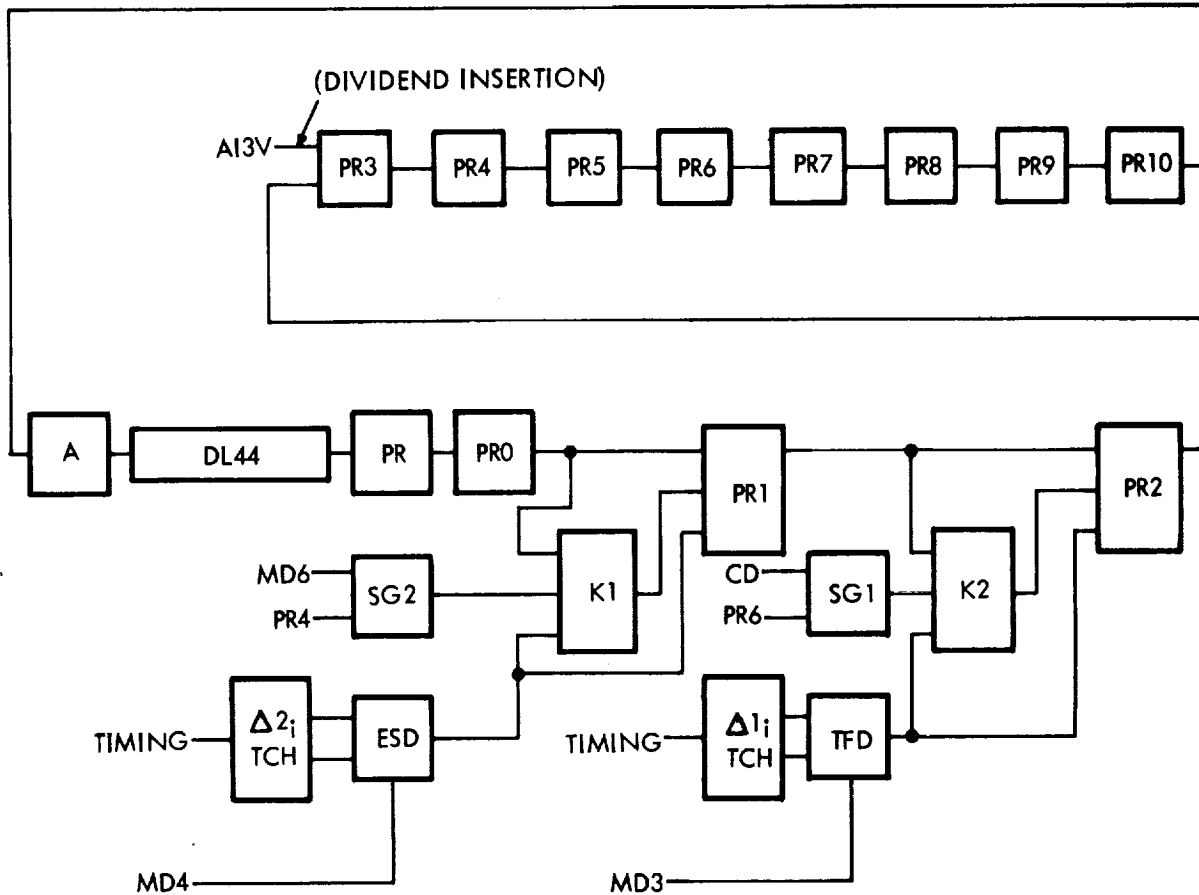 (DIVIDEND INSERTION)
AI3V
PR3
PR4
PR5
PR6
PR7
PR8
PR9
PR10
A
DL44
PR
PR0
PR1
PR2
MD6
PR4
SG2
K1
CD
PR6
SG1
K2
TIMING
Δ2i
TCH
ESD
TIMING
Δ1i
TCH
TFD
MD4
MD3